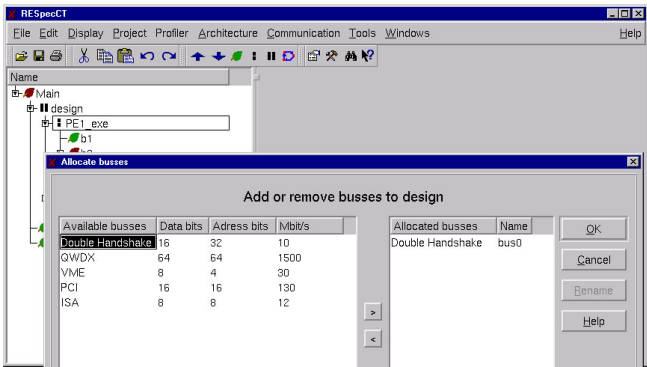 RESpecCT
File Edit Display Project Profiler Architecture Communication Tools Windows Help
Name
Main
design
PE1_exe
b1
Allocate busses
Add or remove busses to design
Available busses Data bits Adress bits Mbit/s Allocated busses Name OK
Double Handshake 16 32 10 Double Handshake bus0
QWDX 64 64 1500 Cancel
VME 8 4 30
PCI 16 16 130 Rename
ISA 8 8 12
> Help
<